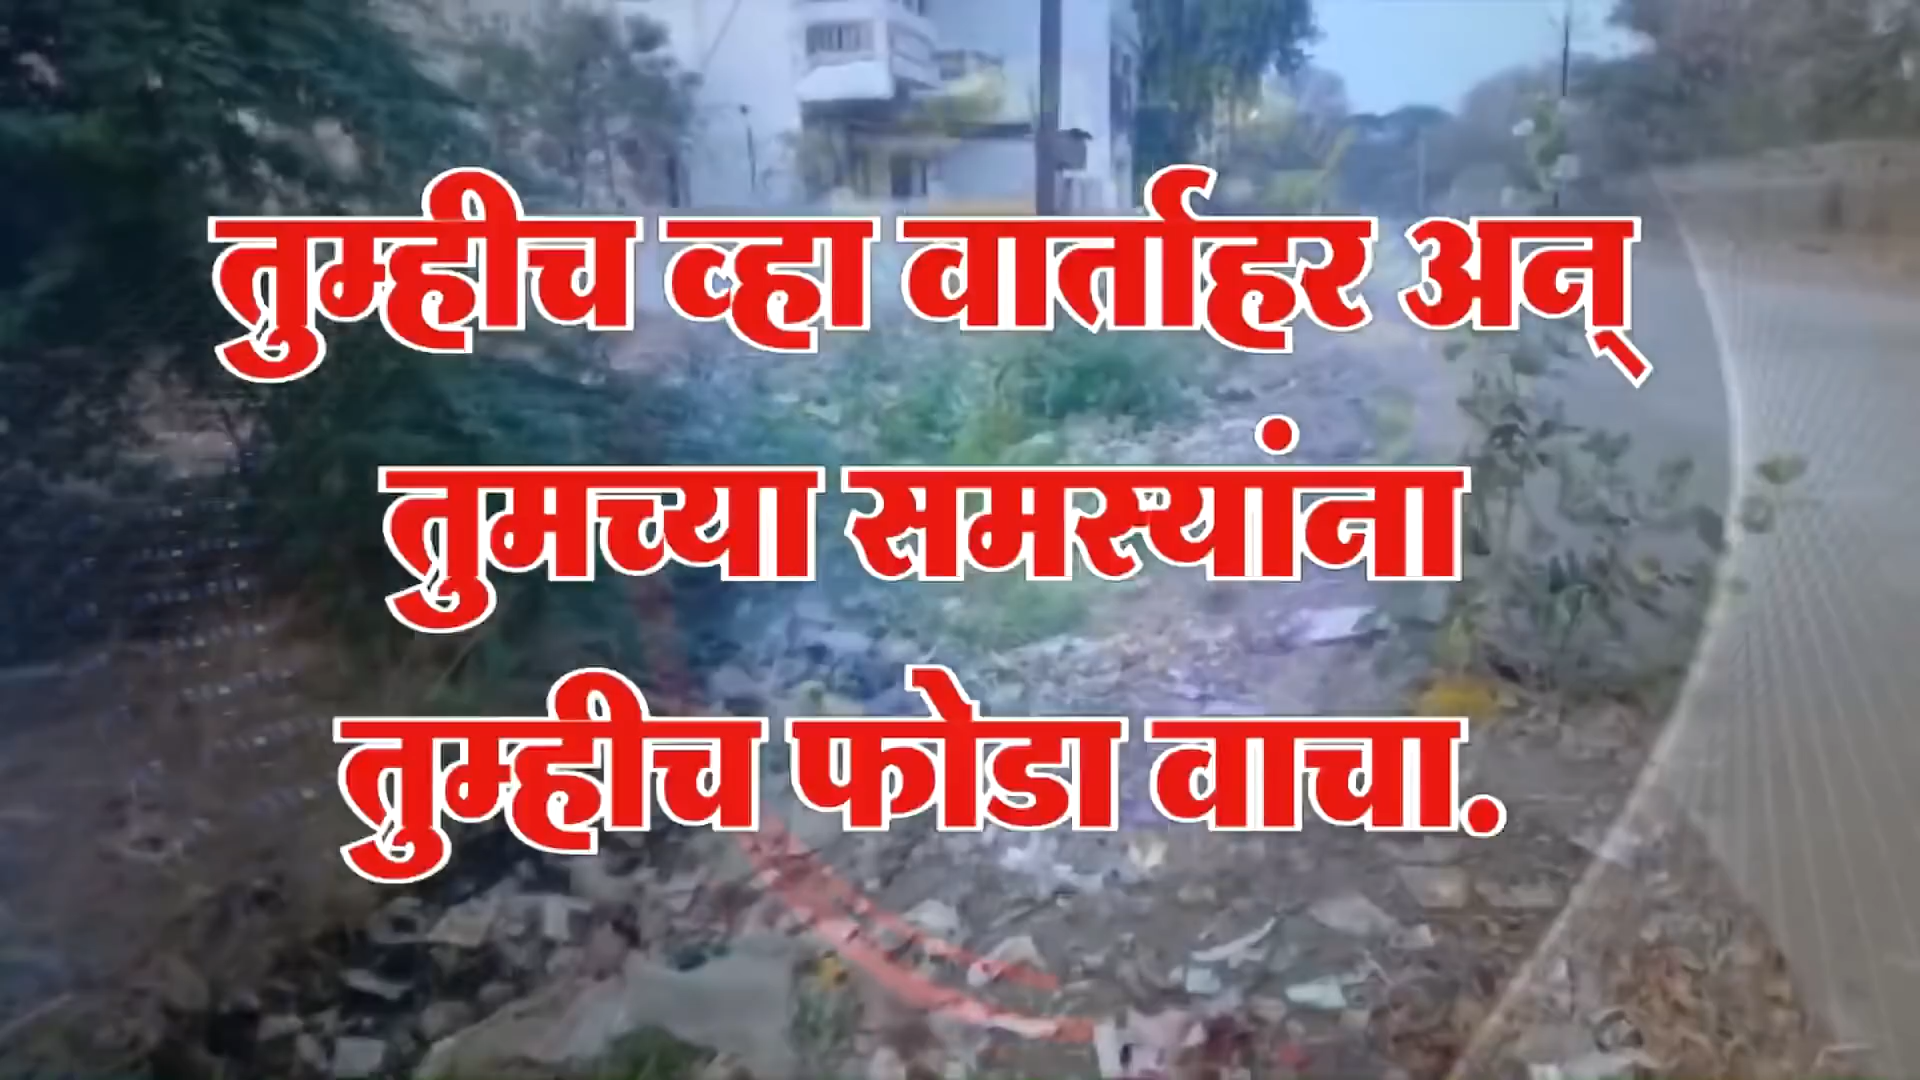 तुम्हीच व्हा वार्ताहर अन्
तुमच्या समस्यांना
तुम्हीच फोडा वाचा.